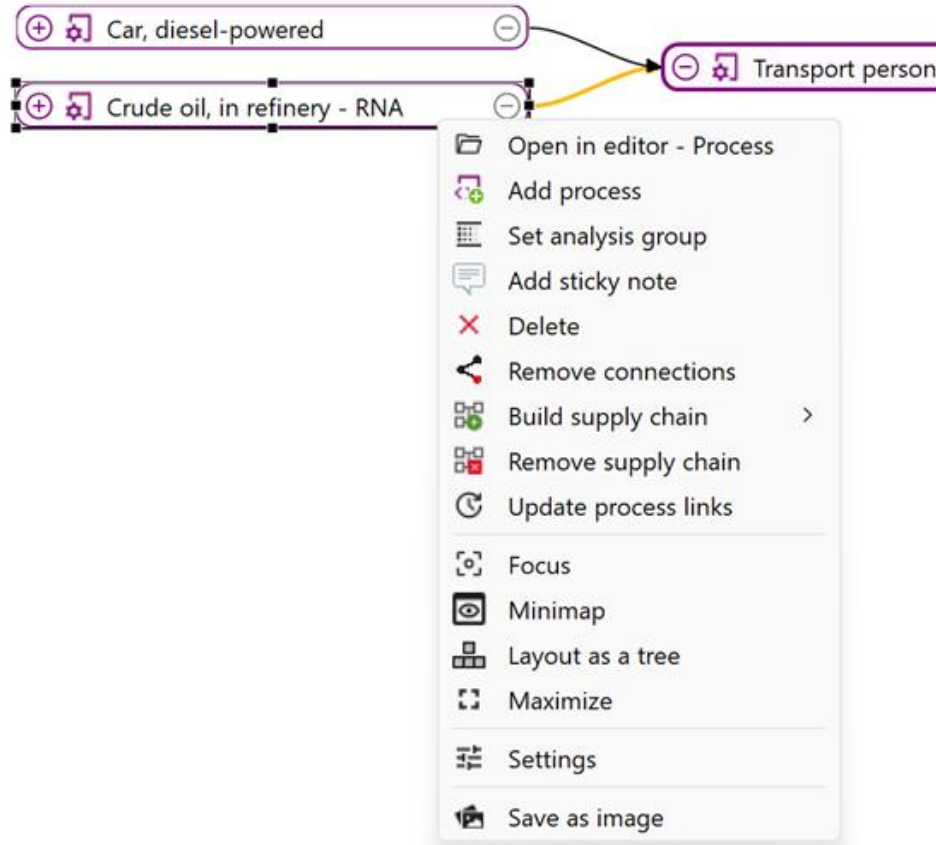 Car, diesel-powered
Transport person
Crude oil, in refinery - RNA
Open in editor - Process
Add process
Set analysis group
Add sticky note
Delete
Remove connections
Build supply chain
Remove supply chain
Update process links
Focus
Minimap
Layout as a tree
Maximize
Settings
Save as image